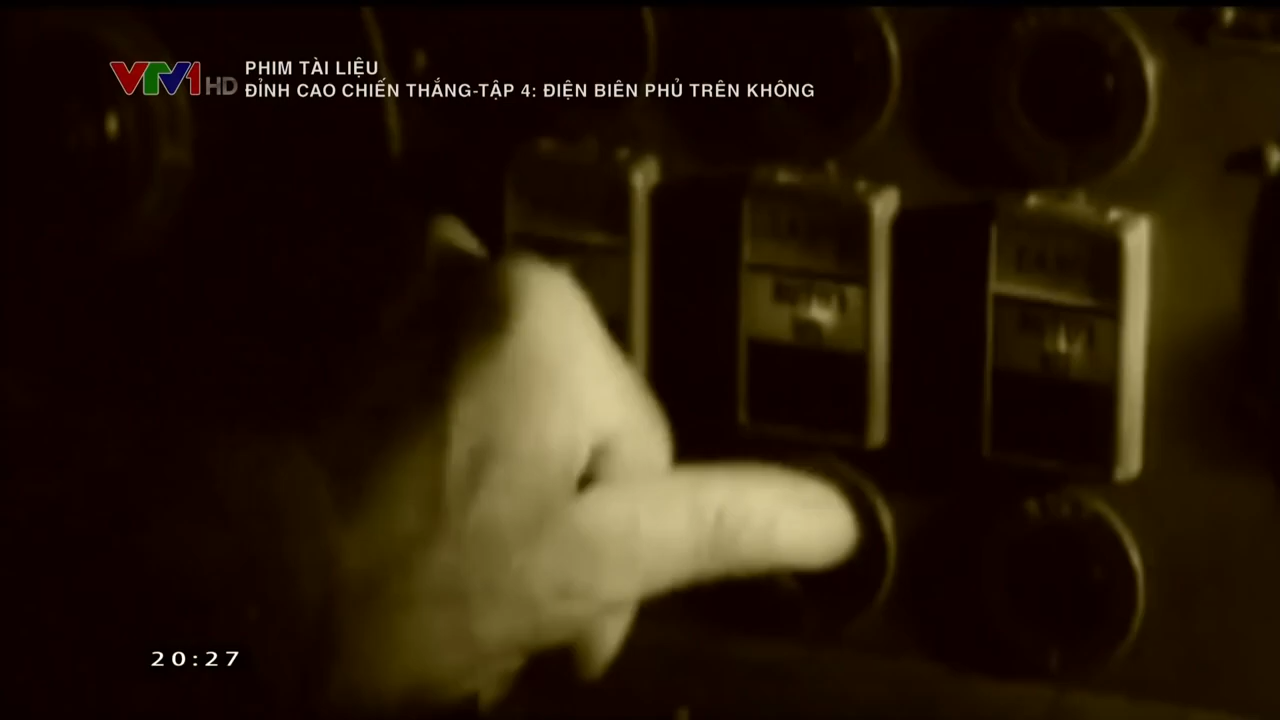 VTV1 HD
PHIM TÀI LIỆU
ĐỈNH CAO CHIẾN THẮNG-TẬP 4: ĐIỆN BIÊN PHỦ TRÊN KHÔNG
20:27